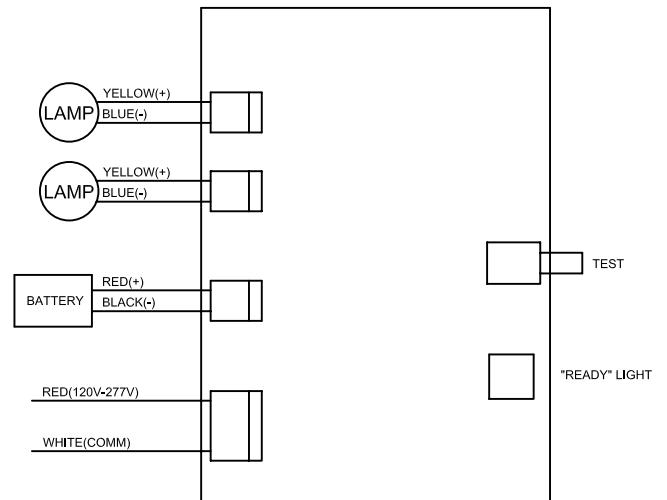 LAMP
YELLOW(+)
BLUE(-)
LAMP
YELLOW(+)
BLUE(-)
BATTERY
RED(+)
BLACK(-)
RED(120V-277V)
WHITE(COMM)
TEST
"READY" LIGHT